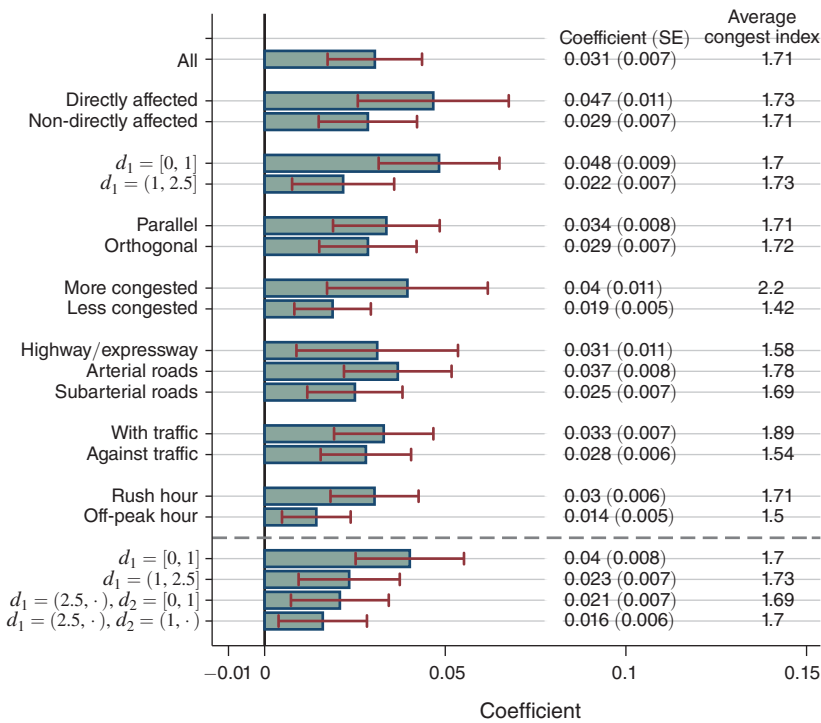 Average
Coefficient (SE) congest index
All 0.031 (0.007) 1.71
Directly affected 0.047 (0.011) 1.73
Non-directly affected 0.029 (0.007) 1.71
d₁ = [0, 1] 0.048 (0.009) 1.7
d₁ = (1, 2.5] 0.022 (0.007) 1.73
Parallel 0.034 (0.008) 1.71
Orthogonal 0.029 (0.007) 1.72
More congested 0.04 (0.011) 2.2
Less congested 0.019 (0.005) 1.42
Highway/expressway 0.031 (0.011) 1.58
Arterial roads 0.037 (0.008) 1.78
Subarterial roads 0.025 (0.007) 1.69
With traffic 0.033 (0.007) 1.89
Against traffic 0.028 (0.006) 1.54
Rush hour 0.03 (0.006) 1.71
Off-peak hour 0.014 (0.005) 1.5
d₁ = [0, 1] 0.04 (0.008) 1.7
d₁ = (1, 2.5] 0.023 (0.007) 1.73
d₁ = (2.5, ·), d₂ = [0, 1] 0.021 (0.007) 1.69
d₁ = (2.5, ·), d₂ = (1, ·) 0.016 (0.006) 1.7
−0.01 0 0.05 0.1 0.15
Coefficient